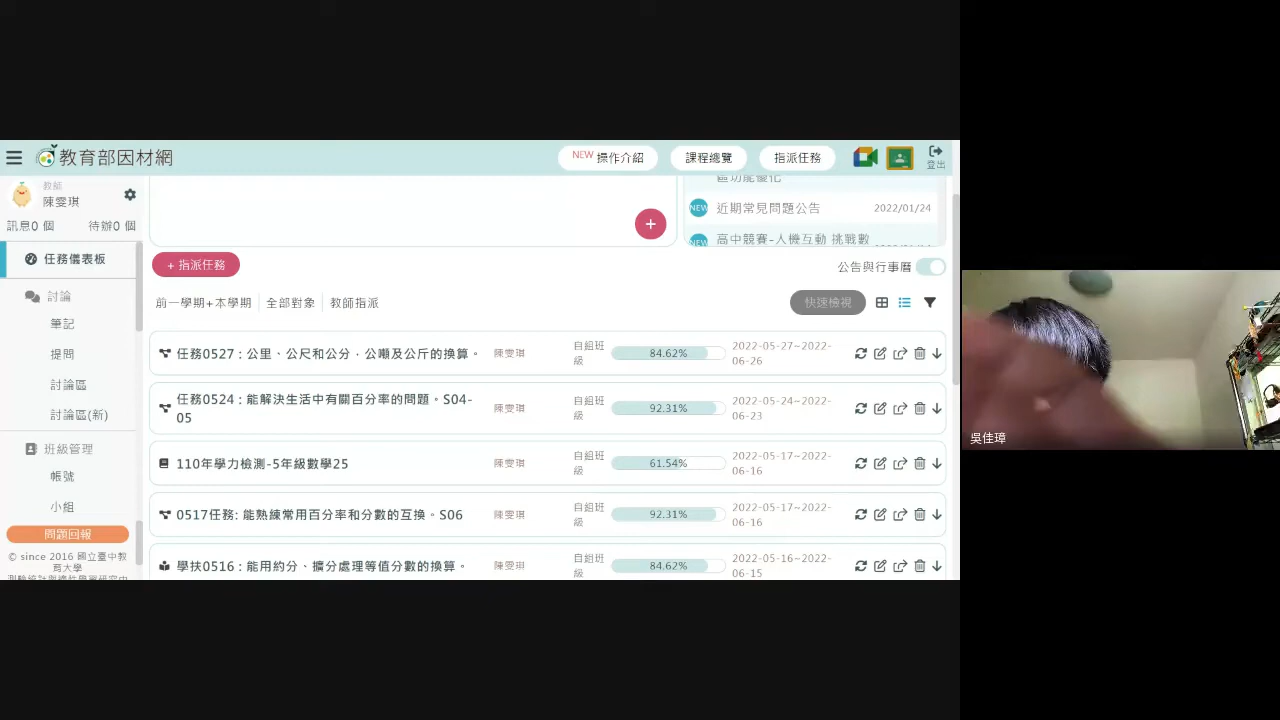 教育部因材網
NEW 操作介紹
課程總覽
指派任務
登出
教師
陳雯琪
訊息0 個
待辦0 個
任務儀表板
討論
筆記
提問
討論區
討論區(新)
班級管理
帳號
小組
問題回報
© since 2016 國立臺中教
育大學
區功能優化
+
NEW 近期常見問題公告 2022/01/24
NEW 高中競賽-人機互動 挑戰數
+ 指派任務
公告與行事曆
前一學期+本學期
全部對象
教師指派
快速檢視
任務0527：公里、公尺和公分，公噸及公斤的換算。
陳雯琪
自組班
級
84.62%
2022-05-27~2022-
06-26
任務0524：能解決生活中有關百分率的問題。S04-
05
陳雯琪
自組班
級
92.31%
2022-05-24~2022-
06-23
110年學力檢測-5年級數學25
陳雯琪
自組班
級
61.54%
2022-05-17~2022-
06-16
0517任務: 能熟練常用百分率和分數的互換。S06
陳雯琪
自組班
級
92.31%
2022-05-17~2022-
06-16
學扶0516：能用約分、擴分處理等值分數的換算。
陳雯琪
自組班
級
84.62%
2022-05-16~2022-
06-15
吳佳璋